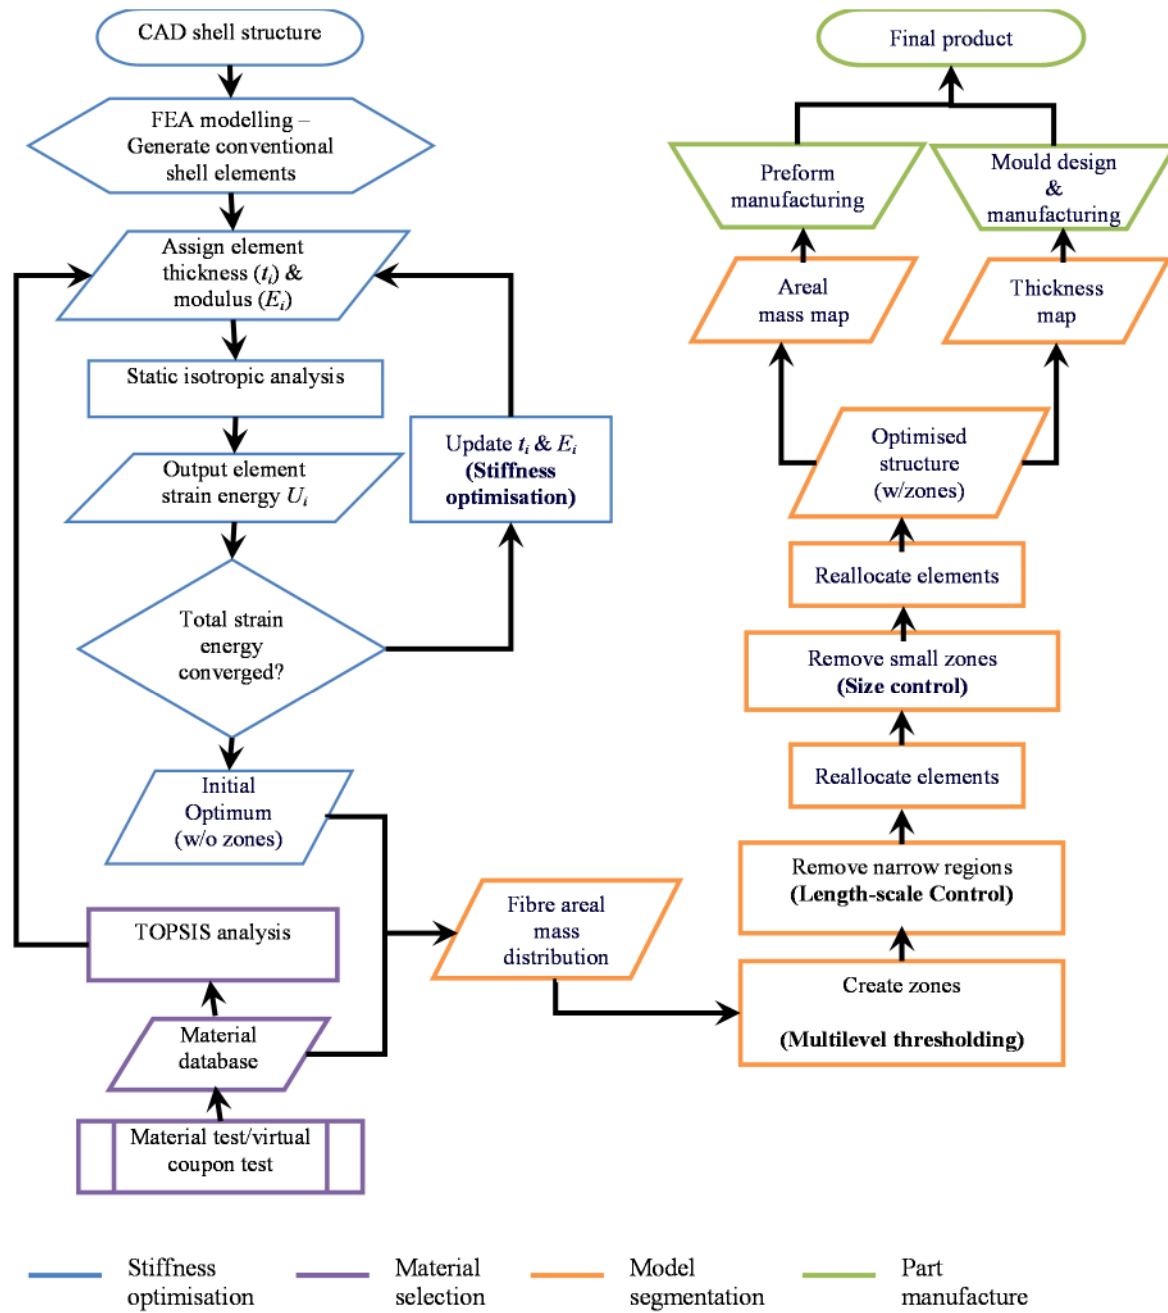 CAD shell structure
FEA modelling –
Generate conventional
shell elements
Assign element
thickness (tᵢ) &
modulus (Eᵢ)
Static isotropic analysis
Output element
strain energy Uᵢ
Update tᵢ & Eᵢ
(Stiffness
optimisation)
Total strain
energy
converged?
Initial
Optimum
(w/o zones)
TOPSIS analysis
Material
database
Material test/virtual
coupon test
Fibre areal
mass
distribution
Final product
Preform
manufacturing
Mould design
&
manufacturing
Areal
mass map
Thickness
map
Optimised
structure
(w/zones)
Reallocate elements
Remove small zones
(Size control)
Reallocate elements
Remove narrow regions
(Length-scale Control)
Create zones
(Multilevel thresholding)
Stiffness
optimisation
Material
selection
Model
segmentation
Part
manufacture